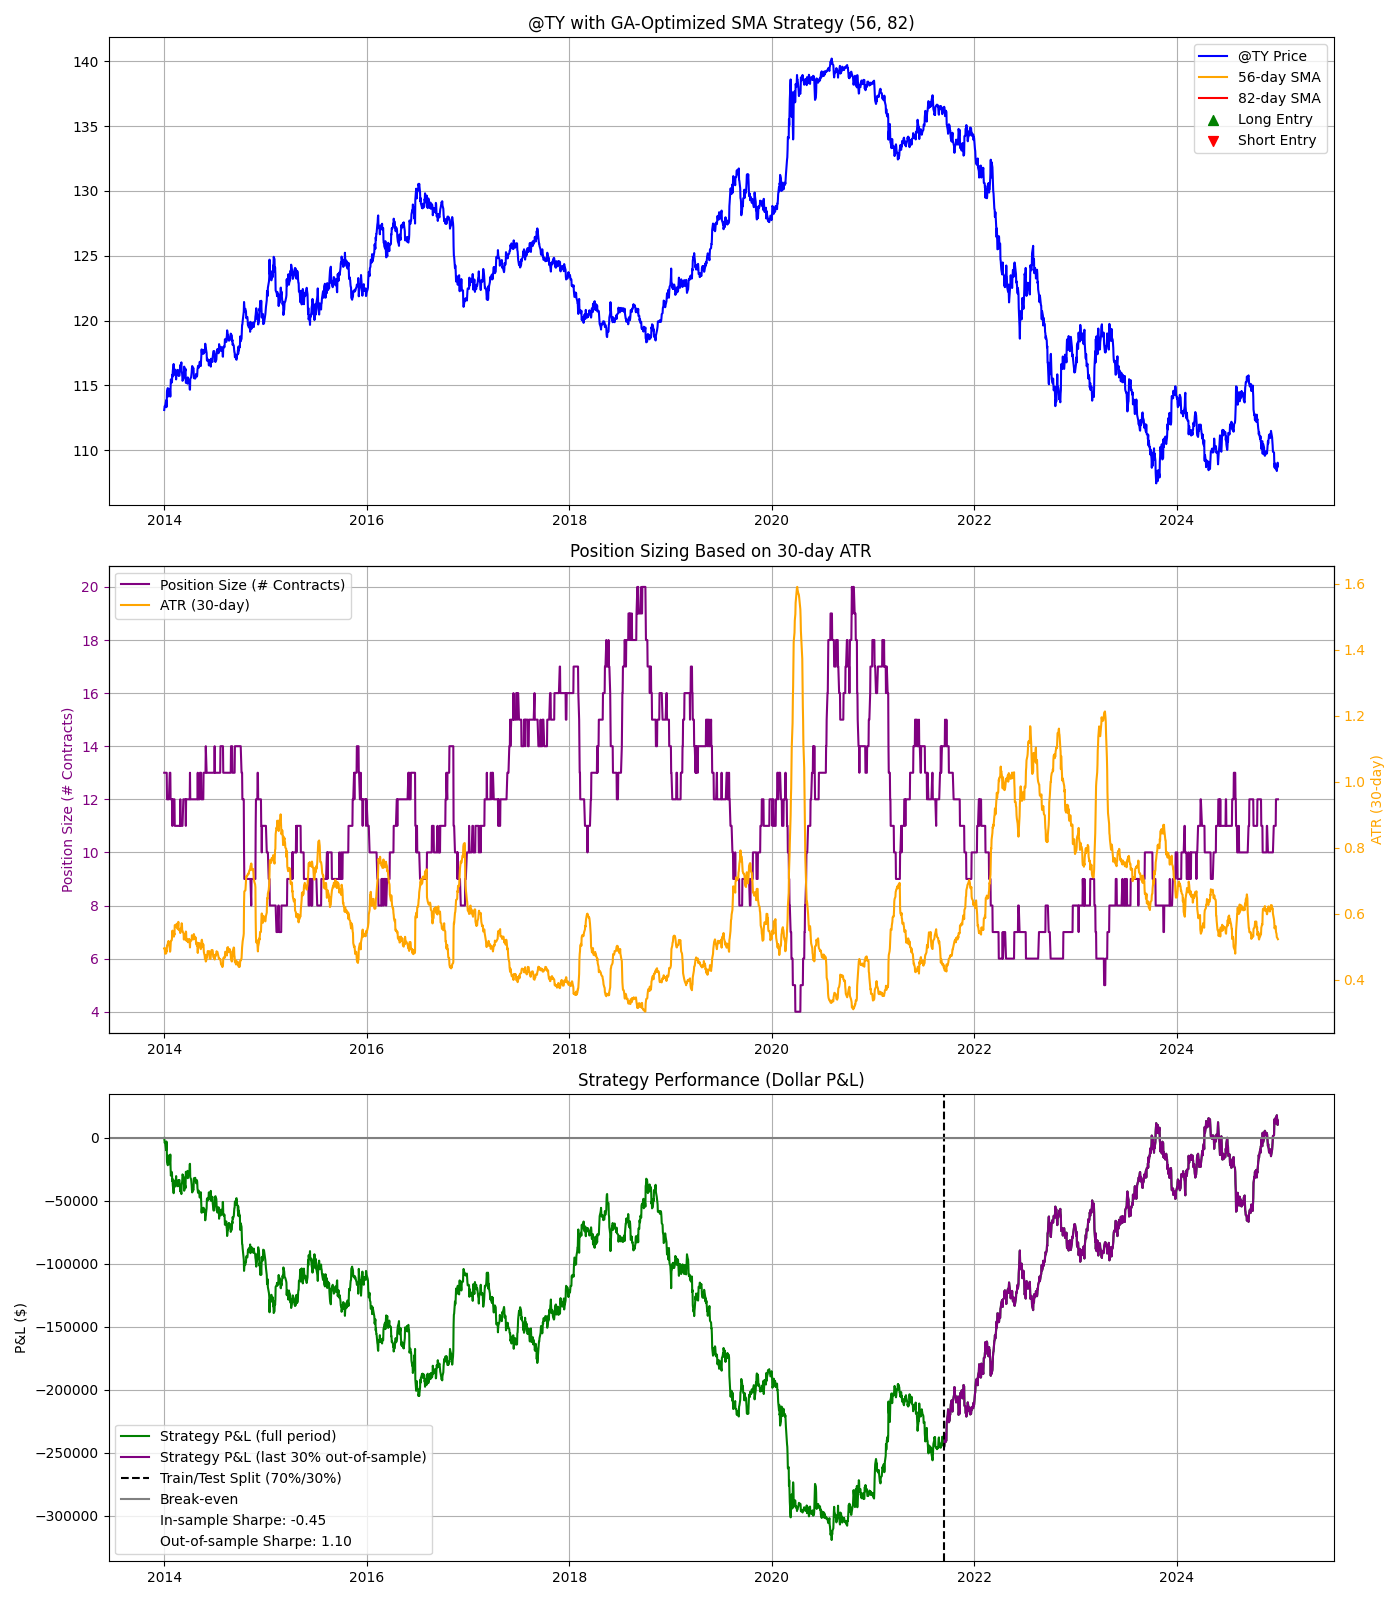 @TY with GA-Optimized SMA Strategy (56, 82)
140
135
130
125
120
115
110
@TY Price
56-day SMA
82-day SMA
Long Entry
Short Entry
2014 2016 2018 2020 2022 2024
Position Sizing Based on 30-day ATR
Position Size (# Contracts)
20
18
16
14
12
10
8
6
4
Position Size (# Contracts)
ATR (30-day)
1.6
1.4
1.2
1.0
0.8
0.6
0.4
ATR (30-day)
2014 2016 2018 2020 2022 2024
Strategy Performance (Dollar P&L)
P&L ($)
0
−50000
−100000
−150000
−200000
−250000
−300000
Strategy P&L (full period)
Strategy P&L (last 30% out-of-sample)
Train/Test Split (70%/30%)
Break-even
In-sample Sharpe: -0.45
Out-of-sample Sharpe: 1.10
2014 2016 2018 2020 2022 2024